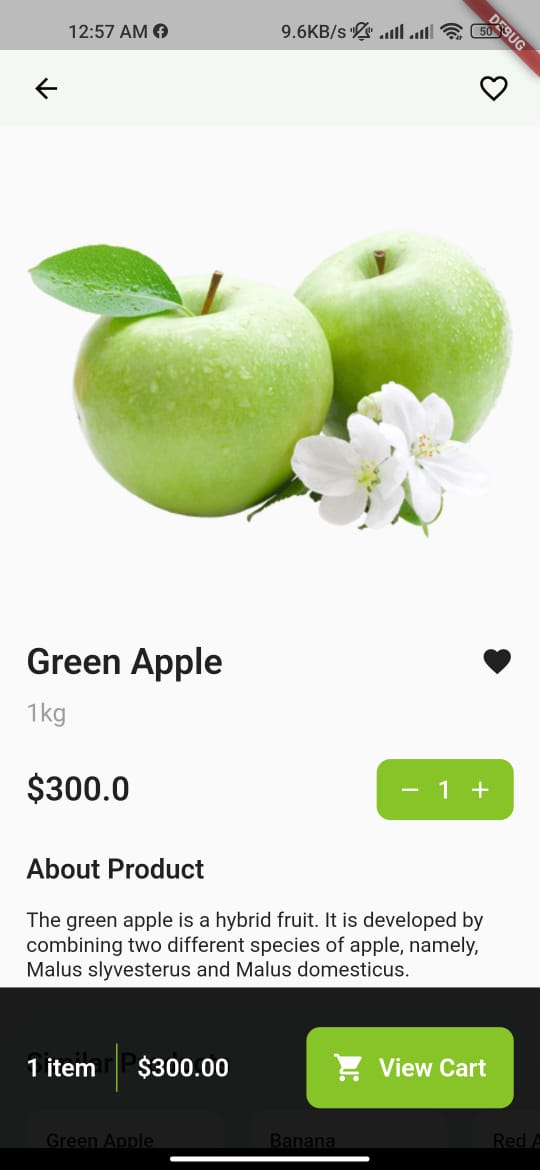 12:57 AM
9.6KB/s
50
DEBUG
Green Apple
1kg
$300.0
− 1 +
About Product
The green apple is a hybrid fruit. It is developed by
combining two different species of apple, namely,
Malus slyvesterus and Malus domesticus.
Similar Products
1 item
$300.00
View Cart
Green Apple
Banana
Red A